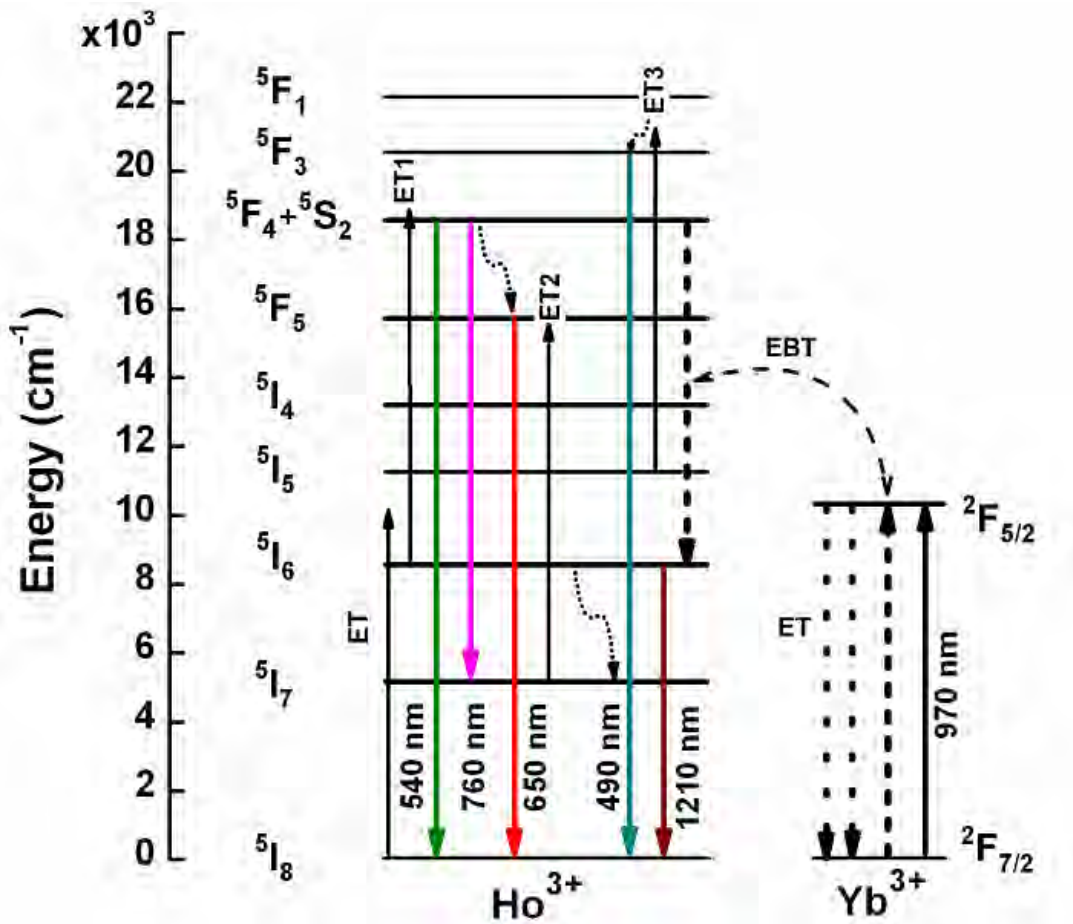 x10³
22
20
18
16
14
12
10
8
6
4
2
0
Energy (cm⁻¹)
⁵F₁
⁵F₃
⁵F₄+⁵S₂
⁵F₅
⁵I₄
⁵I₅
⁵I₆
⁵I₇
⁵I₈
ET
ET1
ET2
ET3
540 nm
760 nm
650 nm
490 nm
1210 nm
Ho³⁺
EBT
ET
970 nm
²F₅/₂
²F₇/₂
Yb³⁺